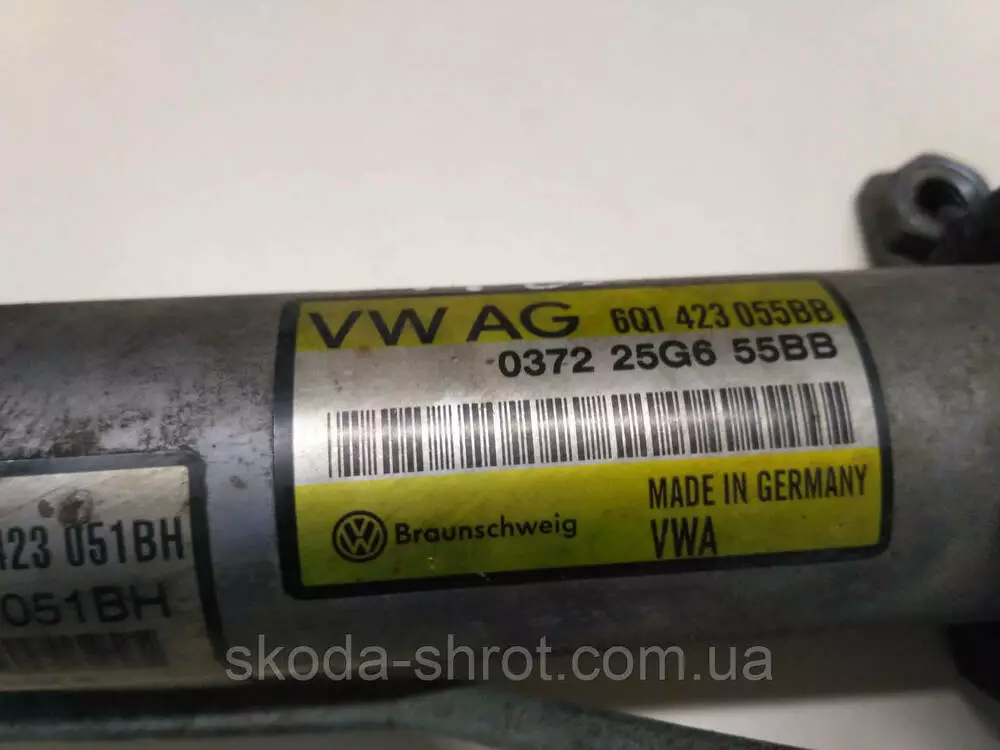 VW AG 6Q1 423 055BB
0372 25G6 55BB
Braunschweig
MADE IN GERMANY
VWA
423 051BH
051BH
skoda-shrot.com.ua